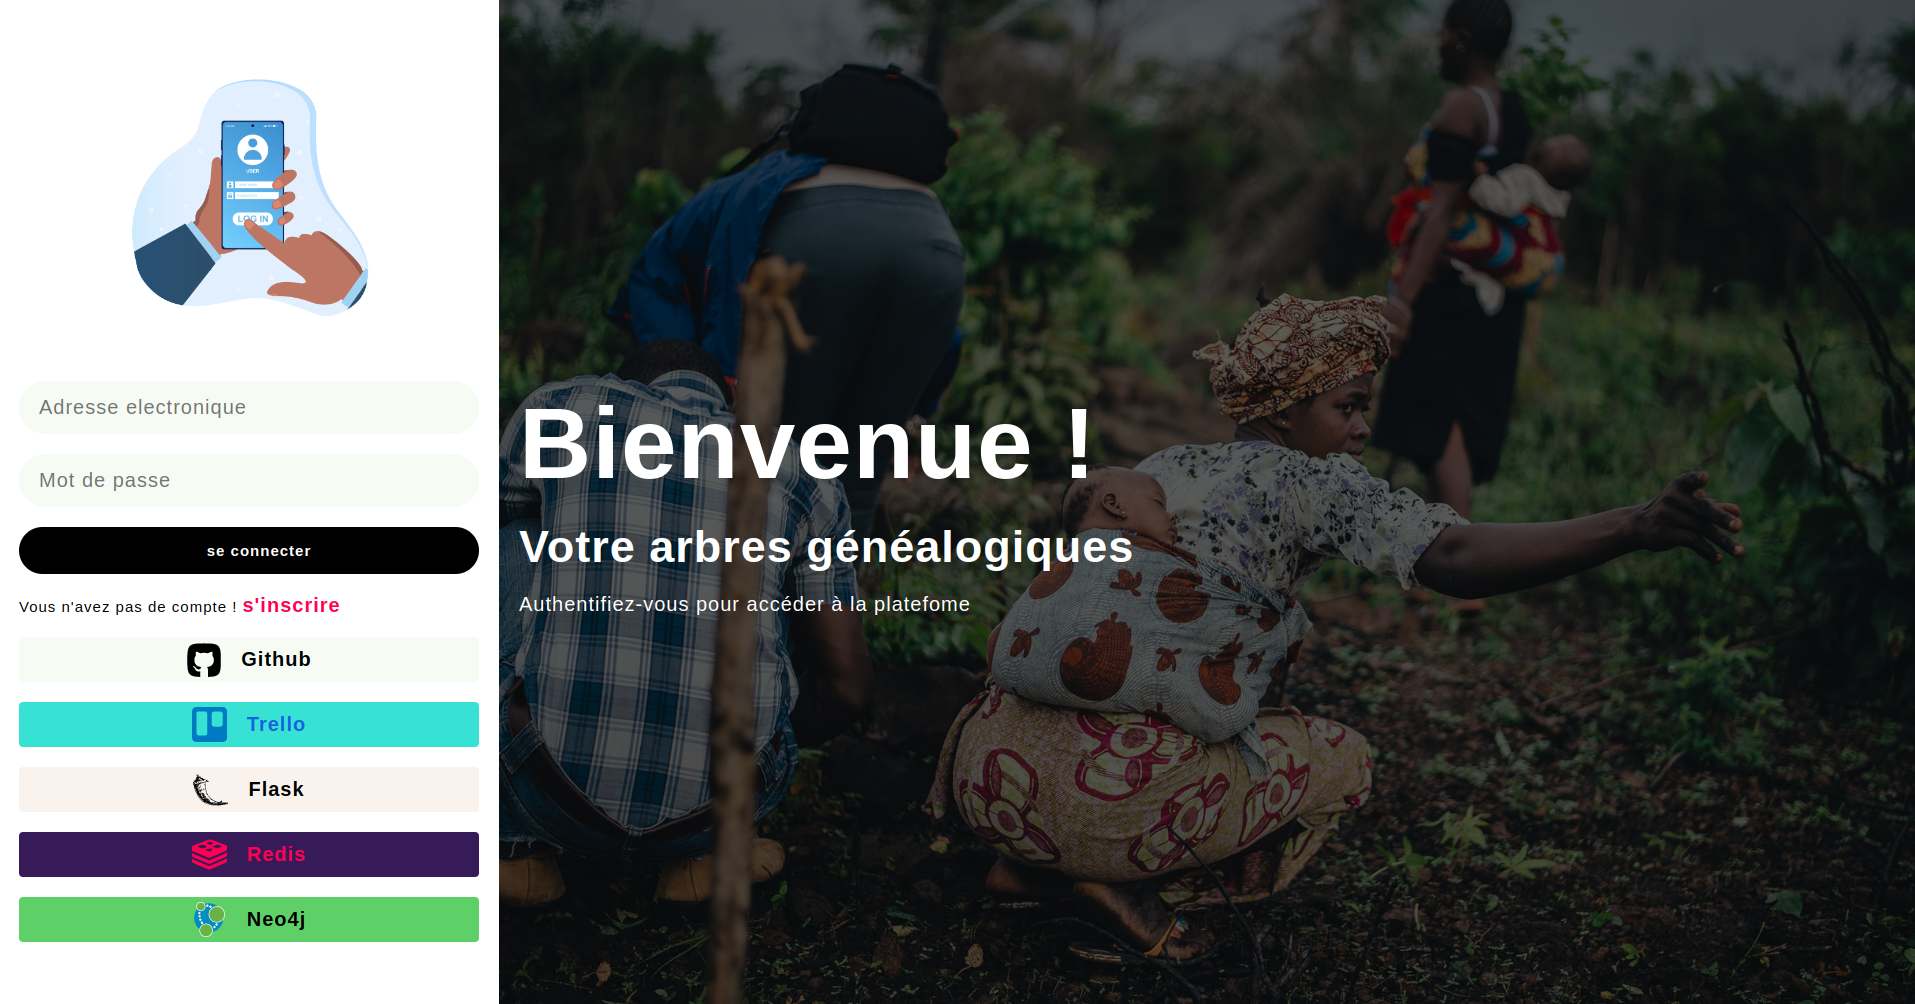 USER
LOG IN
Adresse electronique
Mot de passe
se connecter
Vous n'avez pas de compte ! s'inscrire
Github
Trello
Flask
Redis
Neo4j
Bienvenue !
Votre arbres généalogiques
Authentifiez-vous pour accéder à la platefome